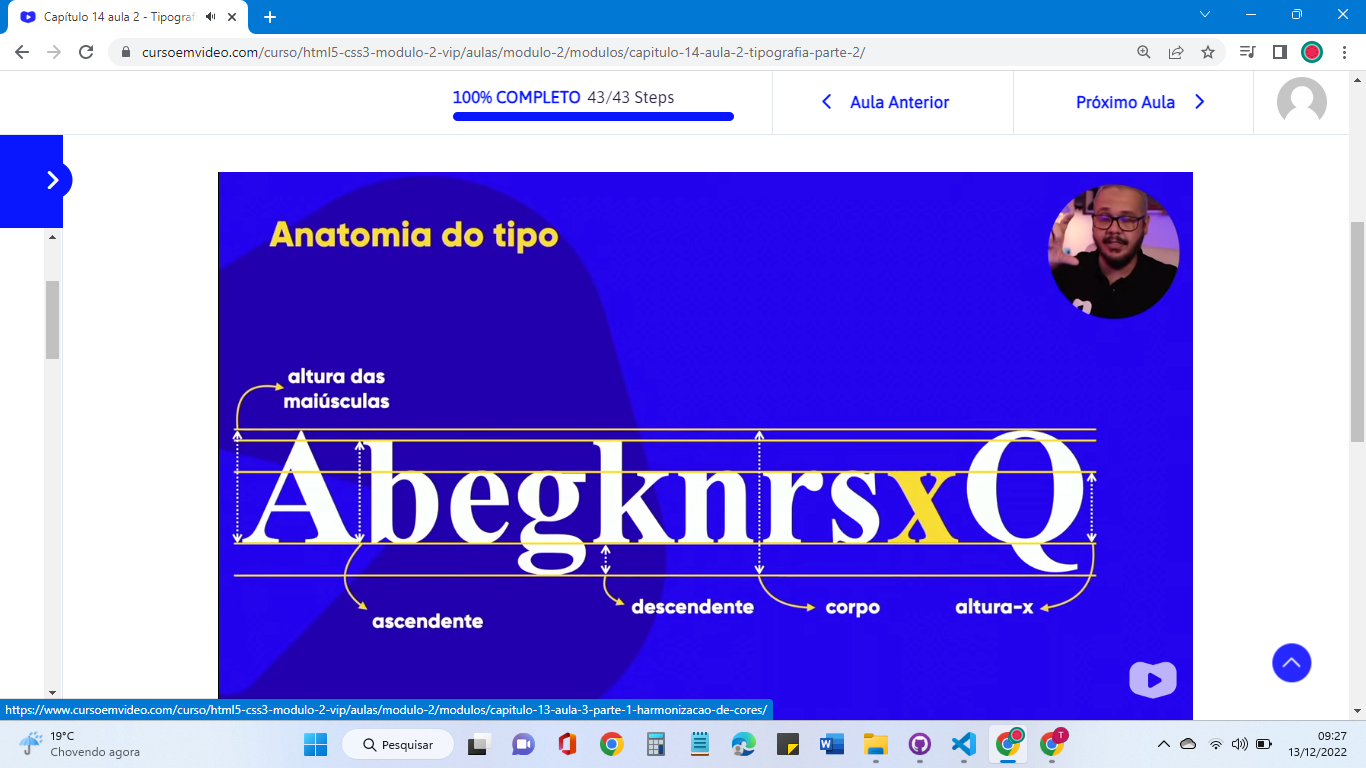 Capítulo 14 aula 2 - Tipografi
cursoemvideo.com/curso/html5-css3-modulo-2-vip/aulas/modulo-2/modulos/capitulo-14-aula-2-tipografia-parte-2/
100% COMPLETO 43/43 Steps
Aula Anterior
Próximo Aula
Anatomia do tipo
altura das
maiúsculas
AbegknrsxQ
ascendente
descendente
corpo
altura-x
https://www.cursoemvideo.com/curso/html5-css3-modulo-2-vip/aulas/modulo-2/modulos/capitulo-13-aula-3-parte-1-harmonizacao-de-cores/
19°C
Chovendo agora
Pesquisar
T
09:27
13/12/2022